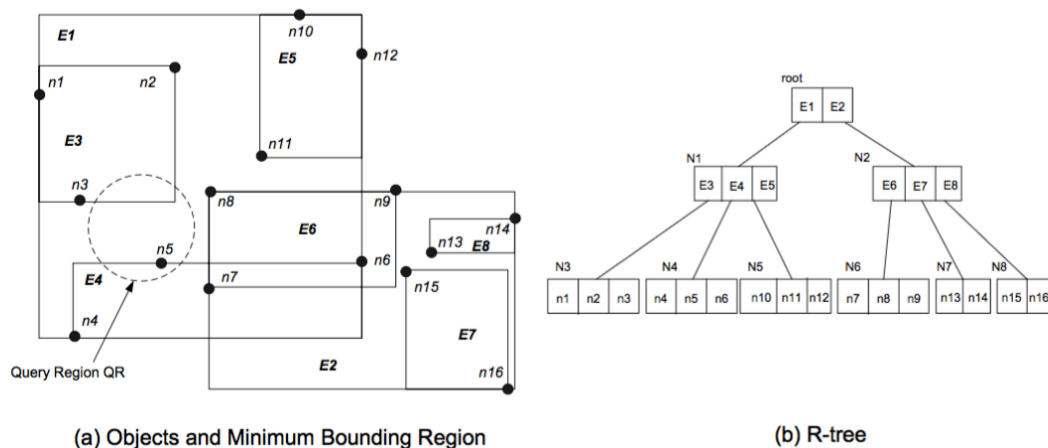 E1
n10
E5
n12
n1
n2
E3
n11
n3
n8
n9
E6
n14
n13
E8
n5
n6
E4
n7
n15
n4
E7
Query Region QR
E2
n16
(a) Objects and Minimum Bounding Region
root
E1 E2
N1
N2
E3 E4 E5
E6 E7 E8
N3 N4 N5 N6 N7 N8
n1 n2 n3 n4 n5 n6 n10 n11 n12 n7 n8 n9 n13 n14 n15 n16
(b) R-tree